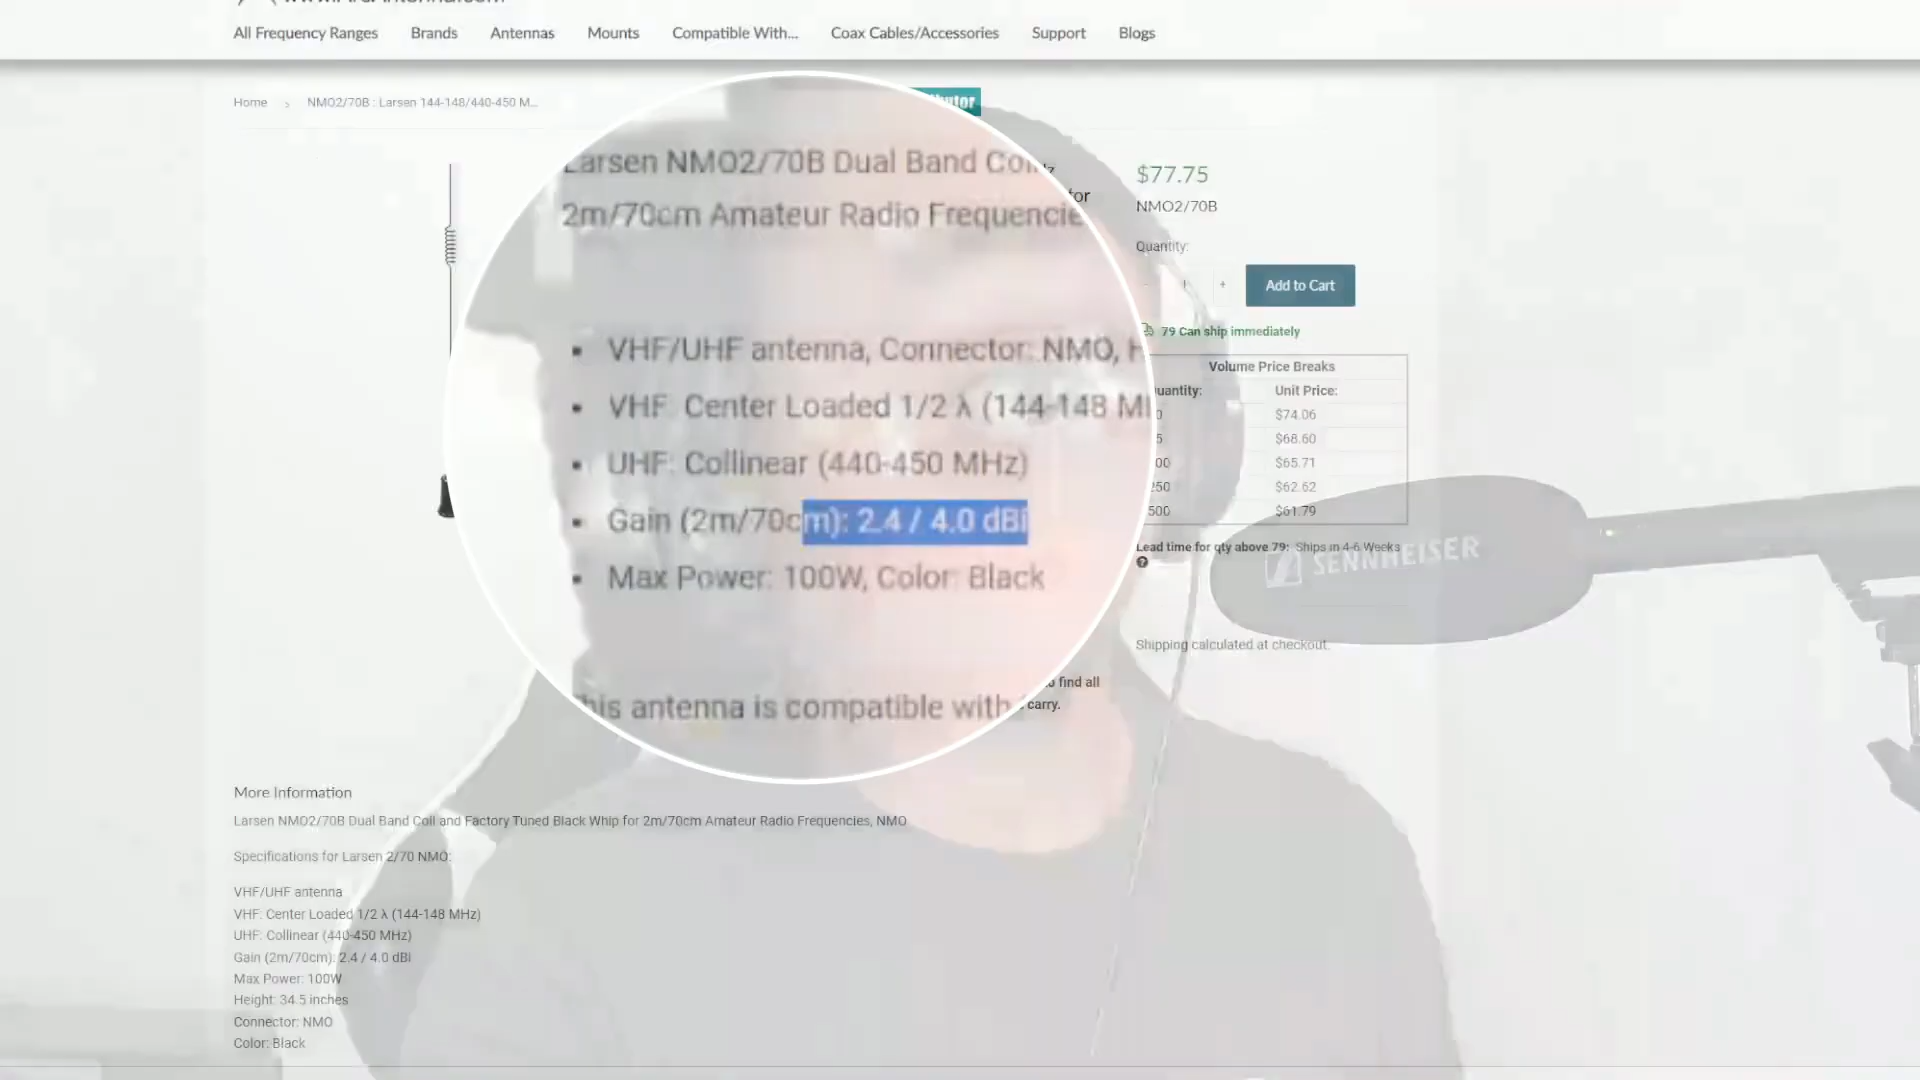 All Frequency Ranges Brands Antennas Mounts Compatible With... Coax Cables/Accessories Support Blogs
Home › NMO2/70B : Larsen 144-148/440-450 M...
Larsen NMO2/70B Dual Band
2m/70cm Amateur Radio
VHF/UHF antenna, Connector: NMO,
VHF: Center Loaded 1/2 λ (144-148
UHF: Collinear (440-450 MHz)
Gain (2m/70cm): 2.4 / 4.0 dBi
Max Power: 100W, Color: Black
antenna is compatible with
find all
carry.
$77.75
NMO2/70B
Quantity:
- 1 +
Add to Cart
79 Can ship immediately
Volume Price Breaks
Unit Price:
$74.06
$68.60
$65.71
250 $62.62
500 $61.79
Lead time for qty above 79: Ships in 4-6 Weeks
SENNHEISER
Shipping calculated at checkout.
More Information
Larsen NMO2/70B Dual Band Coil and Factory Tuned Black Whip for 2m/70cm Amateur Radio Frequencies, NMO
Specifications for Larsen 2/70 NMO:
VHF/UHF antenna
VHF: Center Loaded 1/2 λ (144-148 MHz)
UHF: Collinear (440-450 MHz)
Gain (2m/70cm): 2.4 / 4.0 dBi
Max Power: 100W
Height: 34.5 inches
Connector: NMO
Color: Black